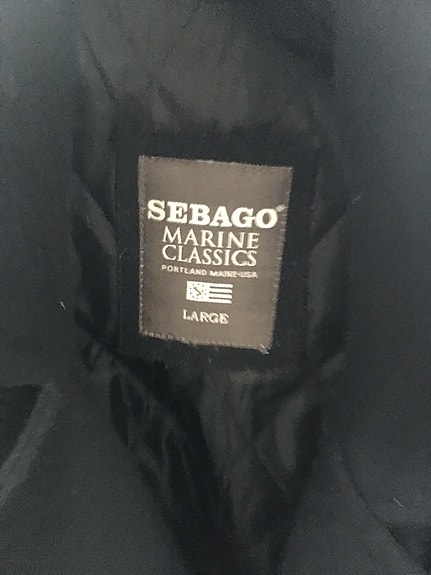 SEBAGO®
MARINE
CLASSICS
PORTLAND MAINE·USA
LARGE